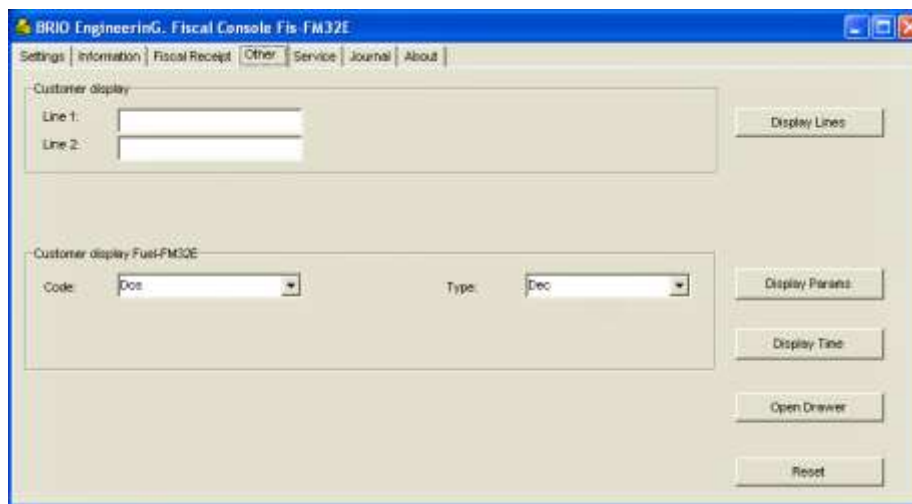 BRIO EngineerinG. Fiscal Console Fis-FM32E
Settings Information Fiscal Receipt Other Service Journal About
Customer display
Line 1:
Display Lines
Line 2:
Customer display Fuel-FM32E
Code: Dos Type: Dec
Display Params
Display Time
Open Drawer
Reset